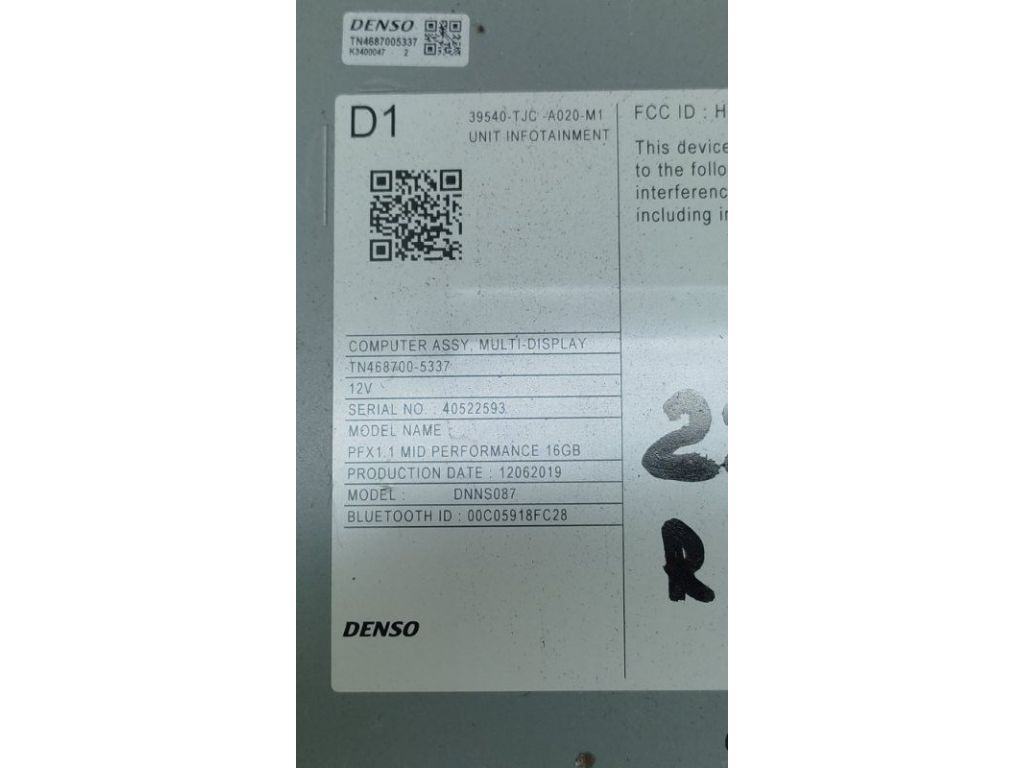 DENSO
TN4687005337
K3400047 2
D1
39540-TJC -A020-M1
UNIT INFOTAINMENT
COMPUTER ASSY, MULTI-DISPLAY
TN468700-5337
12V
SERIAL NO. : 40522593
MODEL NAME :
PFX1.1 MID PERFORMANCE 16GB
PRODUCTION DATE : 12062019
MODEL : DNNS087
BLUETOOTH ID : 00C05918FC28
DENSO
FCC ID : H
This device
to the follo
interferenc
including in
2
R